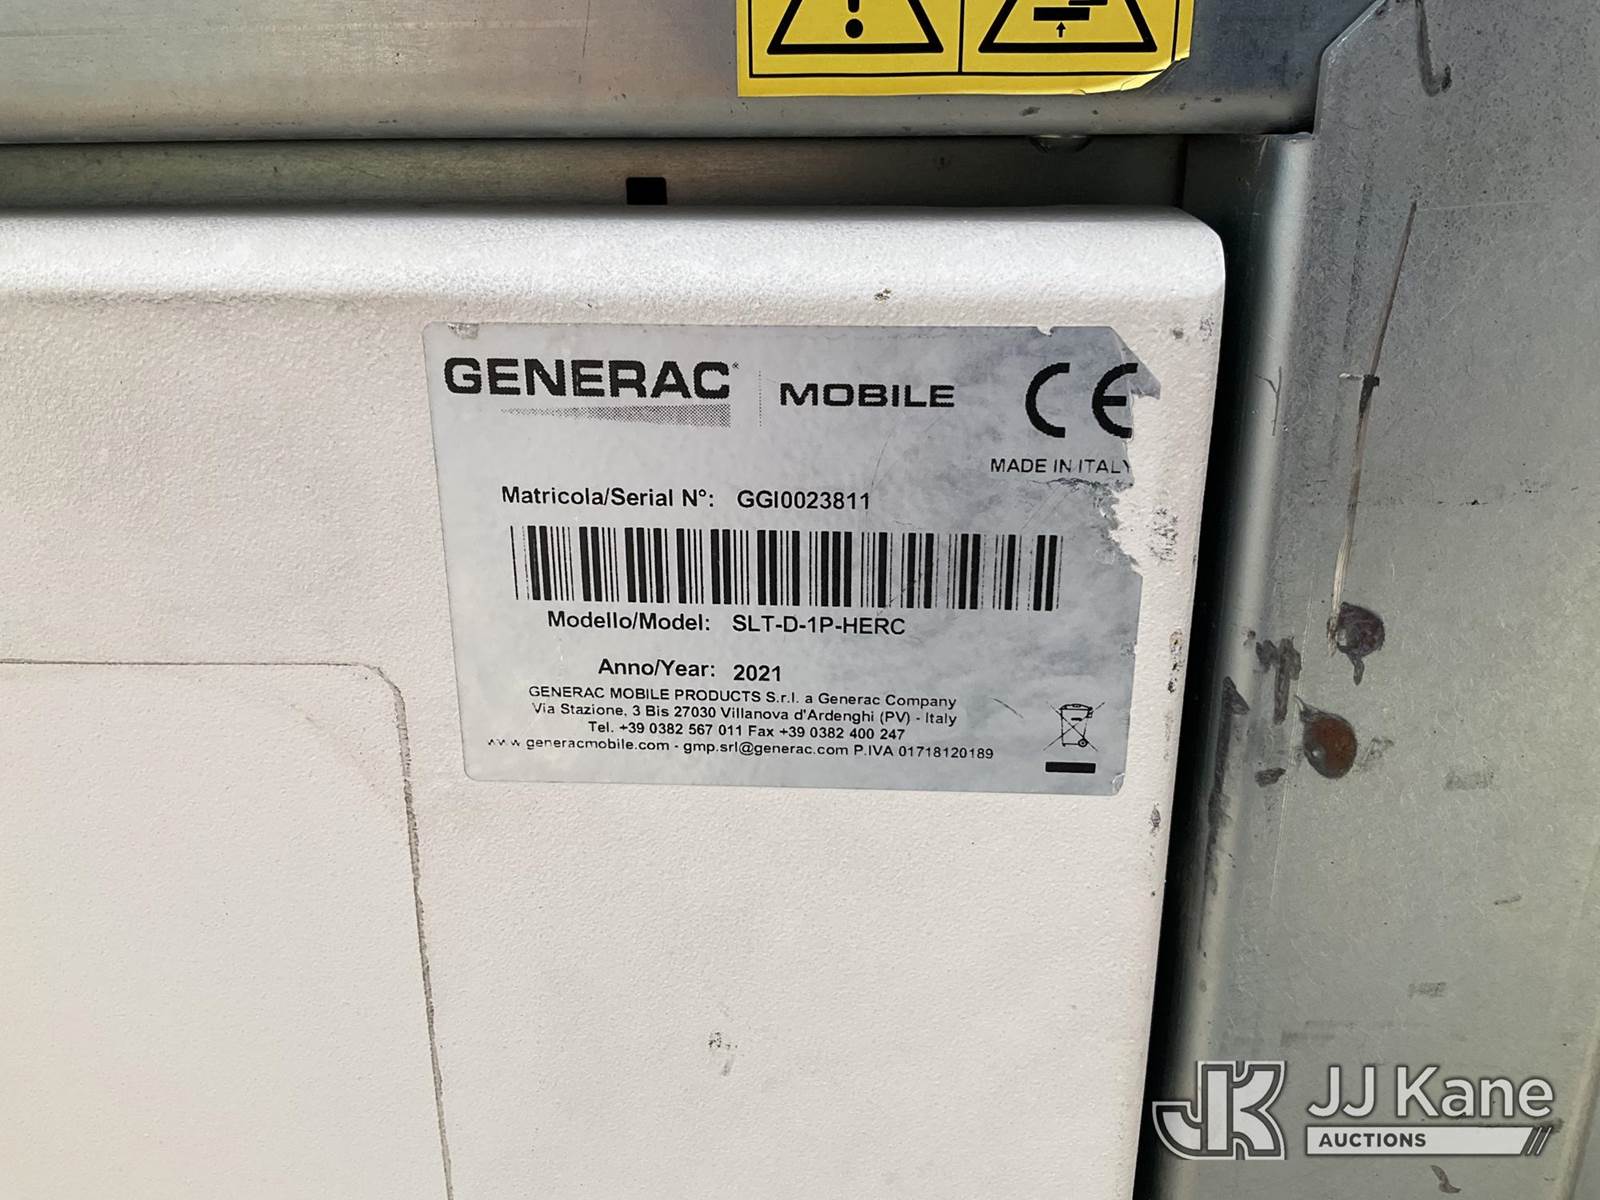 GENERAC® MOBILE CE
MADE IN ITALY
Matricola/Serial N°: GGI0023811
Modello/Model: SLT-D-1P-HERC
Anno/Year: 2021
GENERAC MOBILE PRODUCTS S.r.l. a Generac Company
Via Stazione, 3 Bis 27030 Villanova d'Ardenghi (PV) - Italy
Tel. +39 0382 567 011 Fax +39 0382 400 247
www.generacmobile.com - gmp.srl@generac.com P.IVA 01718120189
JK JJ Kane
AUCTIONS